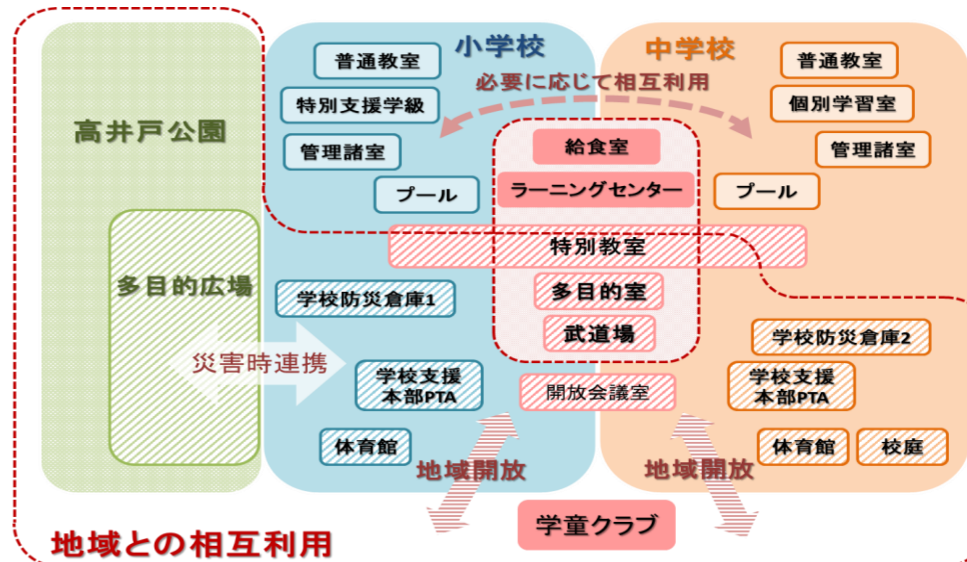 小学校
中学校
普通教室
普通教室
必要に応じて相互利用
特別支援学級
個別学習室
高井戸公園
管理諸室
給食室
管理諸室
プール
ラーニングセンター
プール
特別教室
多目的広場
学校防災倉庫1
多目的室
武道場
学校防災倉庫2
災害時連携
学校支援
本部PTA
開放会議室
学校支援
本部PTA
体育館
体育館
校庭
地域開放
地域開放
学童クラブ
地域との相互利用